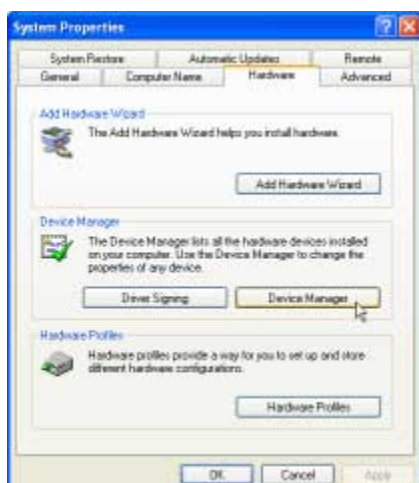 System Properties
System Restore Automatic Updates Remote
General Computer Name Hardware Advanced
Add Hardware Wizard
The Add Hardware Wizard helps you install hardware.
Add Hardware Wizard
Device Manager
The Device Manager lists all the hardware devices installed
on your computer. Use the Device Manager to change the
properties of any device.
Driver Signing Device Manager
Hardware Profiles
Hardware profiles provide a way for you to set up and store
different hardware configurations.
Hardware Profiles
OK Cancel Apply